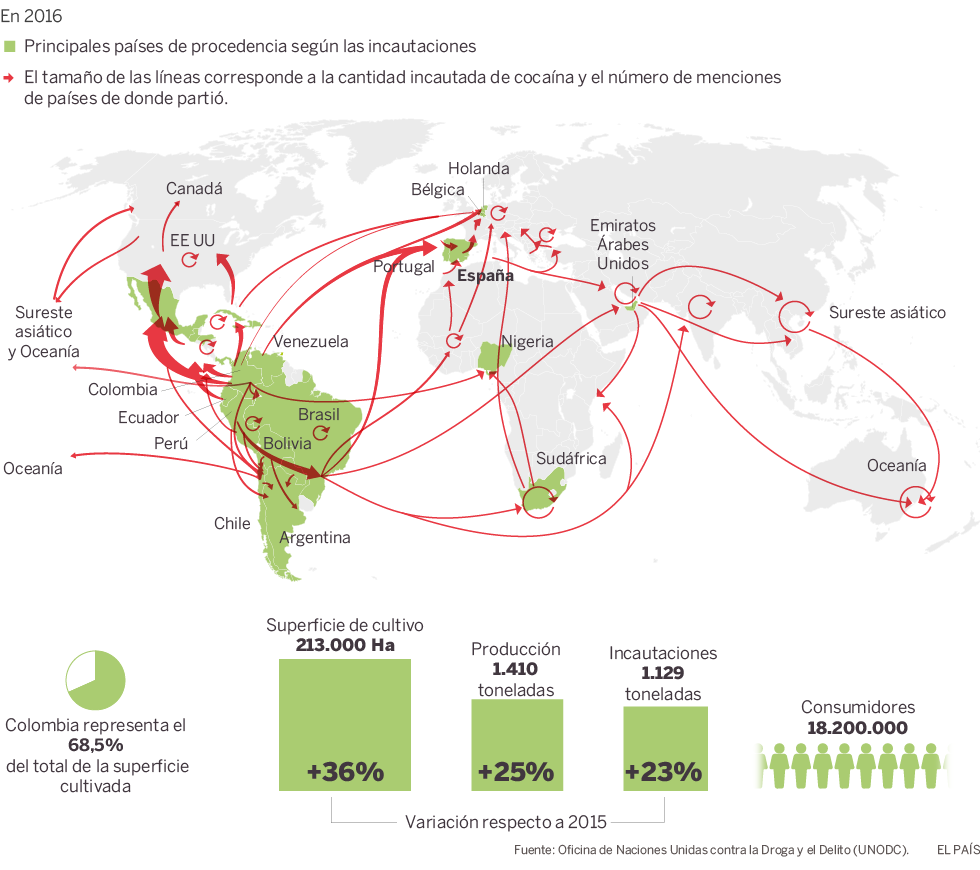 En 2016
Principales países de procedencia según las incautaciones
El tamaño de las líneas corresponde a la cantidad incautada de cocaína y el número de menciones
de países de donde partió.
Holanda
Bélgica
Canadá
EE UU
Emiratos
Árabes
Unidos
Portugal
España
Sureste
asiático
y Oceanía
Sureste asiático
Venezuela
Nigeria
Colombia
Ecuador
Brasil
Perú
Bolivia
Oceanía
Sudáfrica
Oceanía
Chile
Argentina
Superficie de cultivo
213.000 Ha
+36%
Producción
1.410
toneladas
+25%
Incautaciones
1.129
toneladas
+23%
Consumidores
18.200.000
Colombia representa el
68,5%
del total de la superficie
cultivada
Variación respecto a 2015
Fuente: Oficina de Naciones Unidas contra la Droga y el Delito (UNODC).
EL PAÍS